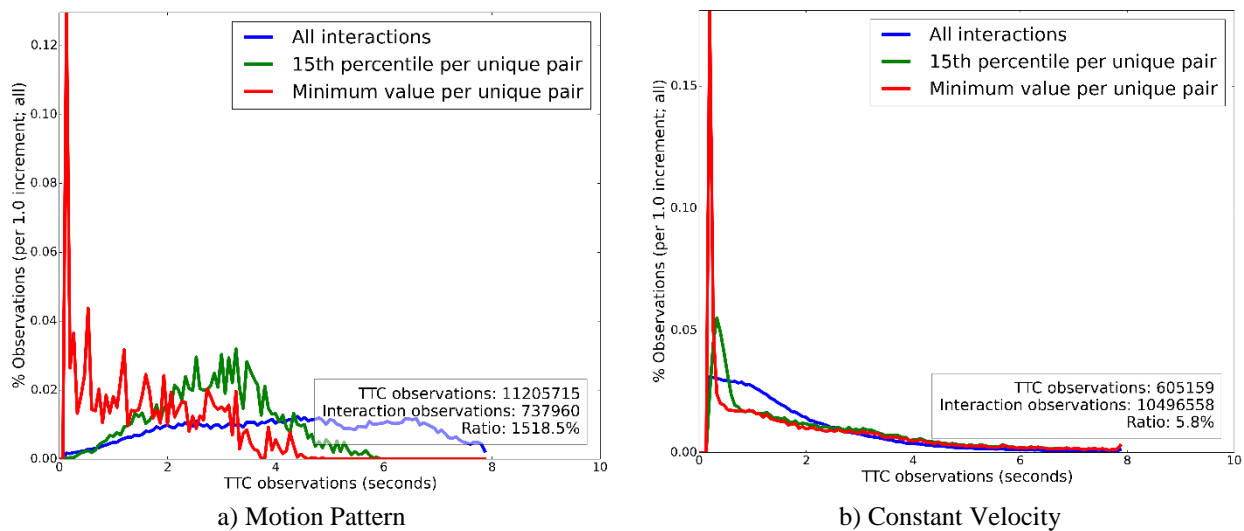 All interactions
15th percentile per unique pair
Minimum value per unique pair
% Observations (per 1.0 increment; all)
0.12
0.10
0.08
0.06
0.04
0.02
0.00
TTC observations: 11205715
Interaction observations: 737960
Ratio: 1518.5%
0 2 4 6 8 10
TTC observations (seconds)
a) Motion Pattern
All interactions
15th percentile per unique pair
Minimum value per unique pair
% Observations (per 1.0 increment; all)
0.15
0.10
0.05
0.00
TTC observations: 605159
Interaction observations: 10496558
Ratio: 5.8%
0 2 4 6 8 10
TTC observations (seconds)
b) Constant Velocity